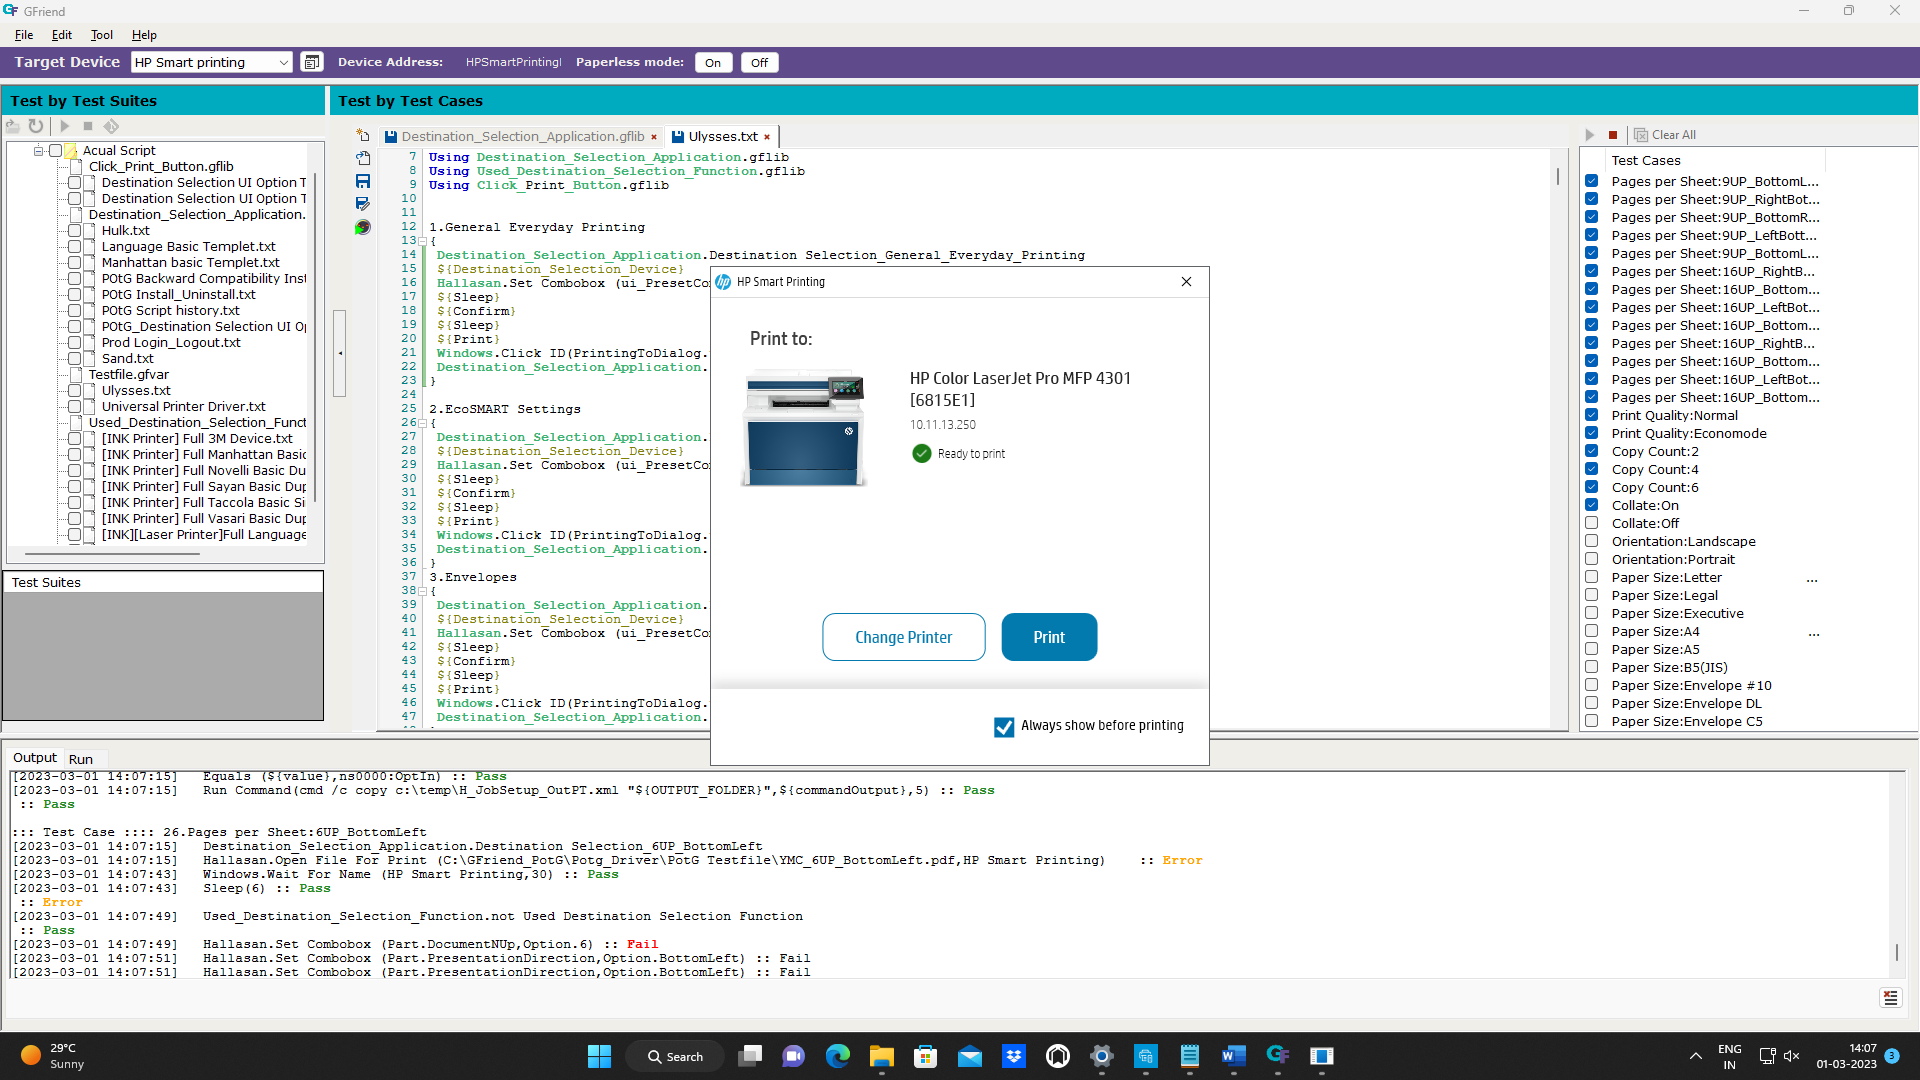 GFriend
File Edit Tool Help
Target Device HP Smart printing Device Address: HPSmartPrintingI Paperless mode: On Off
Test by Test Suites
Test by Test Cases
Acual Script
Click_Print_Button.gflib
Destination Selection UI Option T
Destination Selection UI Option T
Destination_Selection_Application.
Hulk.txt
Language Basic Templet.txt
Manhattan basic Templet.txt
POtG Backward Compatibility Inst
POtG Install_Uninstall.txt
POtG Script history.txt
POtG_Destination Selection UI Op
Prod Login_Logout.txt
Sand.txt
Testfile.gfvar
Ulysses.txt
Universal Printer Driver.txt
Used_Destination_Selection_Funct
[INK Printer] Full 3M Device.txt
[INK Printer] Full Manhattan Basic
[INK Printer] Full Novelli Basic Du
[INK Printer] Full Sayan Basic Dup
[INK Printer] Full Taccola Basic Si
[INK Printer] Full Vasari Basic Dup
[INK][Laser Printer]Full Language
Test Suites
Destination_Selection_Application.gflib Ulysses.txt
7 Using Destination_Selection_Application.gflib
8 Using Used_Destination_Selection_Function.gflib
9 Using Click_Print_Button.gflib
10
11
12 1.General Everyday Printing
13 {
14 Destination_Selection_Application.Destination Selection_General_Everyday_Printing
15 ${Destination_Selection_Device}
16 Hallasan.Set Combobox (ui_PresetCo
17 ${Sleep}
18 ${Confirm}
19 ${Sleep}
20 ${Print}
21 Windows.Click ID(PrintingToDialog.
22 Destination_Selection_Application.
23 }
24
25 2.EcoSMART Settings
26 {
27 Destination_Selection_Application.
28 ${Destination_Selection_Device}
29 Hallasan.Set Combobox (ui_PresetCo
30 ${Sleep}
31 ${Confirm}
32 ${Sleep}
33 ${Print}
34 Windows.Click ID(PrintingToDialog.
35 Destination_Selection_Application.
36 }
37 3.Envelopes
38 {
39 Destination_Selection_Application.
40 ${Destination_Selection_Device}
41 Hallasan.Set Combobox (ui_PresetCo
42 ${Sleep}
43 ${Confirm}
44 ${Sleep}
45 ${Print}
46 Windows.Click ID(PrintingToDialog.
47 Destination_Selection_Application.
hp HP Smart Printing
Print to:
HP Color LaserJet Pro MFP 4301
[6815E1]
10.11.13.250
Ready to print
Change Printer Print
Always show before printing
Clear All
Test Cases
Pages per Sheet:9UP_BottomL...
Pages per Sheet:9UP_RightBot...
Pages per Sheet:9UP_BottomR...
Pages per Sheet:9UP_LeftBott...
Pages per Sheet:9UP_BottomL...
Pages per Sheet:16UP_RightB...
Pages per Sheet:16UP_Bottom...
Pages per Sheet:16UP_LeftBot...
Pages per Sheet:16UP_Bottom...
Pages per Sheet:16UP_RightB...
Pages per Sheet:16UP_Bottom...
Pages per Sheet:16UP_LeftBot...
Pages per Sheet:16UP_Bottom...
Print Quality:Normal
Print Quality:Economode
Copy Count:2
Copy Count:4
Copy Count:6
Collate:On
Collate:Off
Orientation:Landscape
Orientation:Portrait
Paper Size:Letter ...
Paper Size:Legal
Paper Size:Executive
Paper Size:A4 ...
Paper Size:A5
Paper Size:B5(JIS)
Paper Size:Envelope #10
Paper Size:Envelope DL
Paper Size:Envelope C5
Output Run
[2023-03-01 14:07:15] Equals (${value},ns0000:OptIn) :: Pass
[2023-03-01 14:07:15] Run Command(cmd /c copy c:\temp\H_JobSetup_OutPT.xml "${OUTPUT_FOLDER}",${commandOutput},5) :: Pass
:: Pass
::: Test Case :::: 26.Pages per Sheet:6UP_BottomLeft
[2023-03-01 14:07:15] Destination_Selection_Application.Destination Selection_6UP_BottomLeft
[2023-03-01 14:07:15] Hallasan.Open File For Print (C:\GFriend_PotG\Potg_Driver\PotG Testfile\YMC_6UP_BottomLeft.pdf,HP Smart Printing) :: Error
[2023-03-01 14:07:43] Windows.Wait For Name (HP Smart Printing,30) :: Pass
[2023-03-01 14:07:43] Sleep(6) :: Pass
:: Error
[2023-03-01 14:07:49] Used_Destination_Selection_Function.not Used Destination Selection Function
:: Pass
[2023-03-01 14:07:49] Hallasan.Set Combobox (Part.DocumentNUp,Option.6) :: Fail
[2023-03-01 14:07:51] Hallasan.Set Combobox (Part.PresentationDirection,Option.BottomLeft) :: Fail
[2023-03-01 14:07:51] Hallasan.Set Combobox (Part.PresentationDirection,Option.BottomLeft) :: Fail
29°C
Sunny
Search
ENG
IN
14:07
01-03-2023
3